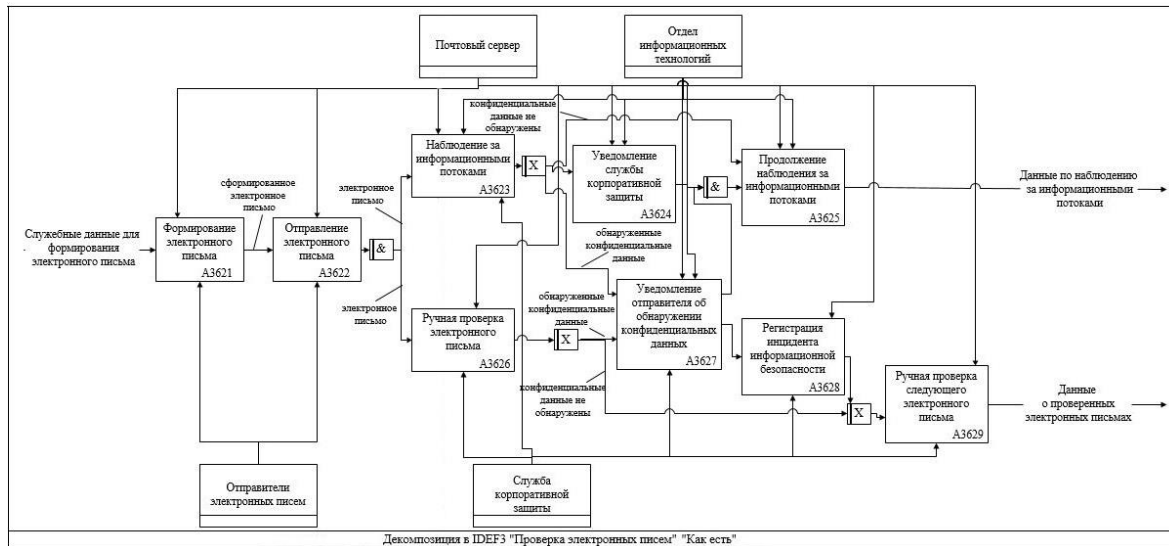 Почтовый сервер
Отдел
информационных
технологий
конфиденциальные
данные не
обнаружены
Наблюдение за
информационными
потоками
A3623
X
Уведомление
службы
корпоративной
защиты
A3624
&
Продолжение
наблюдения за
информационными
потоками
A3625
Данные по наблюдению
за информационными
потоками
сформированное
электронное
письмо
электронное
письмо
Служебные данные для
формирования
электронного письма
Формирование
электронного
письма
A3621
Отправление
электронного
письма
A3622
&
обнаруженные
конфиденциальные
данные
электронное
письмо
Ручная проверка
электронного
письма
A3626
обнаруженные
конфиденциальные
данные
X
Уведомление
отправителя об
обнаружении
конфиденциальных
данных
A3627
Регистрация
инцидента
информационной
безопасности
A3628
конфиденциальные
данные не
обнаружены
X
Ручная проверка
следующего
электронного
письма
A3629
Данные
о проверенных
электронных письмах
Отправители
электронных писем
Служба
корпоративной
защиты
Декомпозиция в IDEF3 "Проверка электронных писем" "Как есть"